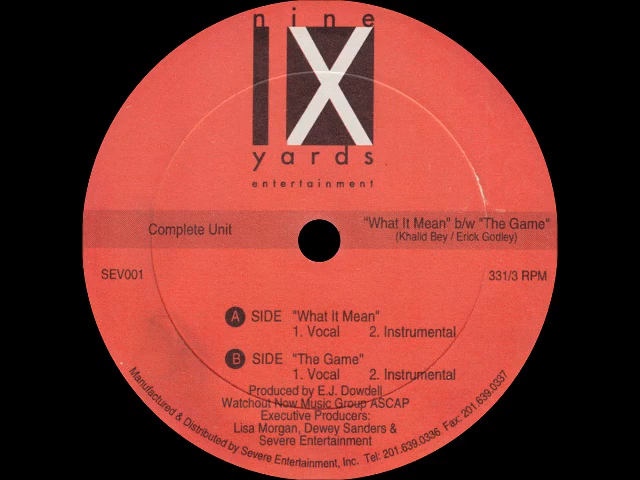 nine
IX
yards
entertainment
Complete Unit
"What It Mean" b/w "The Game"
(Khalid Bey / Erick Godley)
SEV001
331/3 RPM
A SIDE "What It Mean"
1. Vocal 2. Instrumental
B SIDE "The Game"
1. Vocal 2. Instrumental
Produced by E.J. Dowdell
Watchout Now Music Group ASCAP
Executive Producers:
Lisa Morgan, Dewey Sanders &
Severe Entertainment
Manufactured & Distributed by Severe Entertainment, Inc. Tel: 201.639.0336 Fax: 201.639.0337